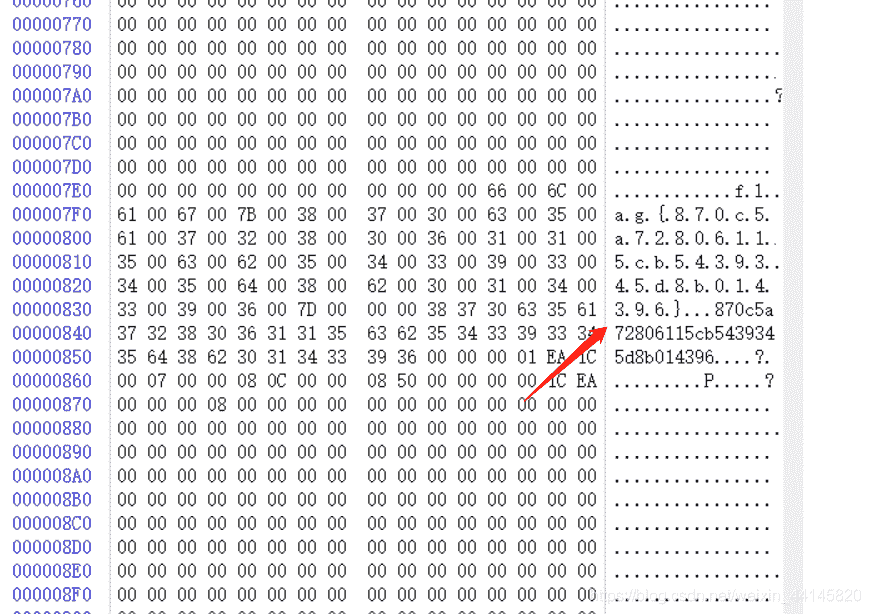 00000760 00 00 00 00 00 00 00 00 00 00 00 00 00 00 00 00 ................
00000770 00 00 00 00 00 00 00 00 00 00 00 00 00 00 00 00 ................
00000780 00 00 00 00 00 00 00 00 00 00 00 00 00 00 00 00 ................
00000790 00 00 00 00 00 00 00 00 00 00 00 00 00 00 00 00 ................
000007A0 00 00 00 00 00 00 00 00 00 00 00 00 00 00 00 00 ................?
000007B0 00 00 00 00 00 00 00 00 00 00 00 00 00 00 00 00 ................
000007C0 00 00 00 00 00 00 00 00 00 00 00 00 00 00 00 00 ................
000007D0 00 00 00 00 00 00 00 00 00 00 00 00 00 00 00 00 ................
000007E0 00 00 00 00 00 00 00 00 00 00 00 00 66 00 6C 00 ............f.l..
000007F0 61 00 67 00 7B 00 38 00 37 00 30 00 63 00 35 00 a.g.{.8.7.0.c.5.
00000800 61 00 37 00 32 00 38 00 30 00 36 00 31 00 31 00 a.7.2.8.0.6.1.1..
00000810 35 00 63 00 62 00 35 00 34 00 33 00 39 00 33 00 5.c.b.5.4.3.9.3..
00000820 34 00 35 00 64 00 38 00 62 00 30 00 31 00 34 00 4.5.d.8.b.0.1.4.
00000830 33 00 39 00 36 00 7D 00 00 00 38 37 30 63 35 61 3.9.6.}...870c5a
00000840 37 32 38 30 36 31 31 35 63 62 35 34 33 39 33 34 72806115cb543934
00000850 35 64 38 62 30 31 34 33 39 36 00 00 00 01 EA 1C 5d8b014396....?.
00000860 00 07 00 00 08 0C 00 00 08 50 00 00 00 00 1C EA .........P.....?
00000870 00 00 00 08 00 00 00 00 00 00 00 00 00 00 00 00 ................
00000880 00 00 00 00 00 00 00 00 00 00 00 00 00 00 00 00 ................
00000890 00 00 00 00 00 00 00 00 00 00 00 00 00 00 00 00 ................
000008A0 00 00 00 00 00 00 00 00 00 00 00 00 00 00 00 00 ................
000008B0 00 00 00 00 00 00 00 00 00 00 00 00 00 00 00 00 ................
000008C0 00 00 00 00 00 00 00 00 00 00 00 00 00 00 00 00 ................
000008D0 00 00 00 00 00 00 00 00 00 00 00 00 00 00 00 00 ................
000008E0 00 00 00 00 00 00 00 00 00 00 00 00 00 00 00 00 ................
000008F0 00 00 00 00 00 00 00 00 00 00 00 00 00 00 00 00 ................
https://blog.csdn.net/weixin_44145820